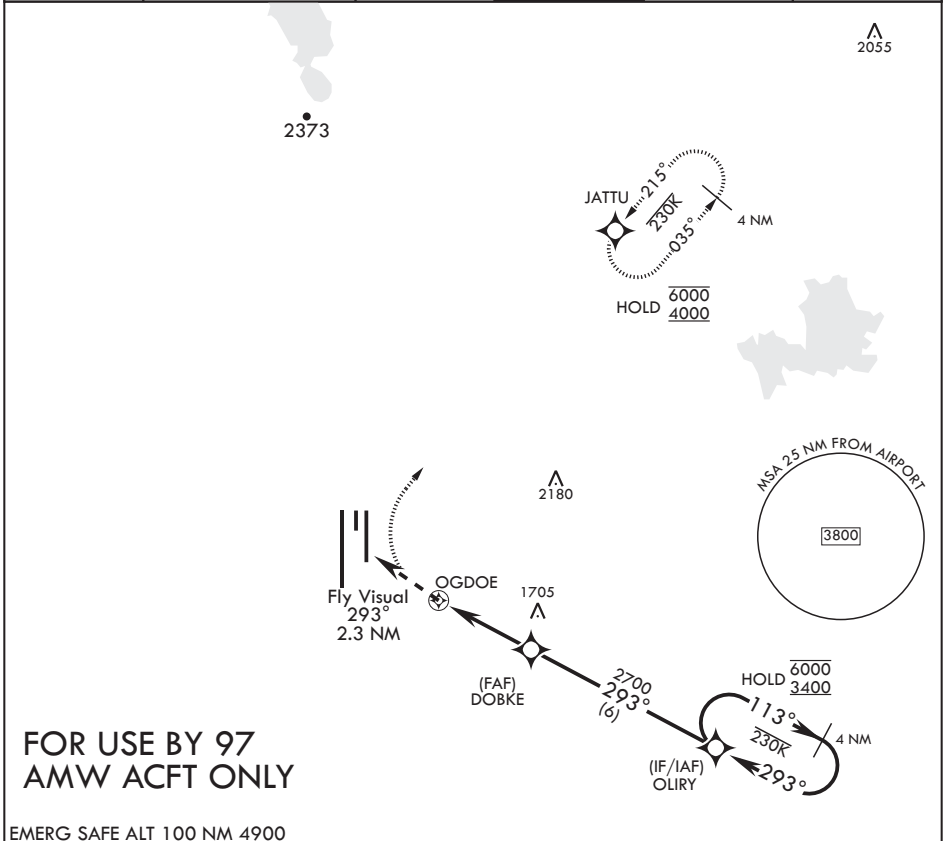 2055
2373
JATTU
215°
230K
035°
4 NM
HOLD 6000
4000
MSA 25 NM FROM AIRPORT
3800
2180
OGDOE
1705
Fly Visual
293°
2.3 NM
(FAF)
DOBKE
2700
293°
(6)
HOLD 6000
3400
113°
230K
4 NM
293°
(IF/IAF)
OLIRY
FOR USE BY 97
AMW ACFT ONLY
EMERG SAFE ALT 100 NM 4900